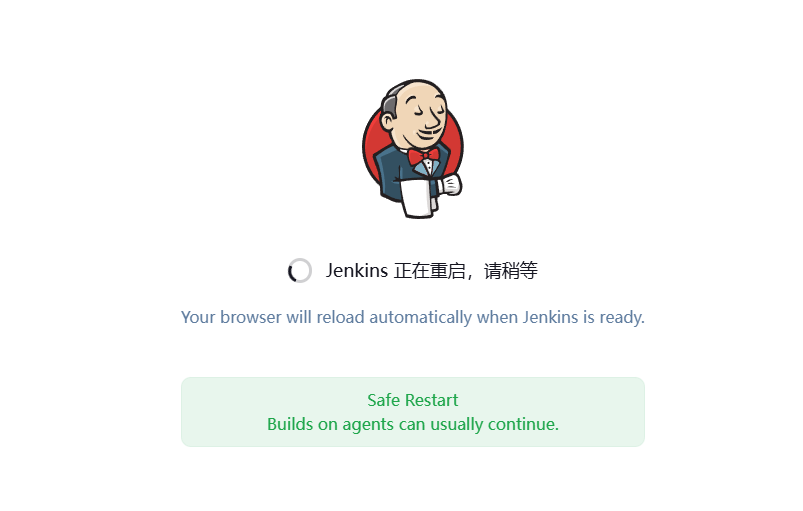 Jenkins 正在重启，请稍等
Your browser will reload automatically when Jenkins is ready.
Safe Restart
Builds on agents can usually continue.